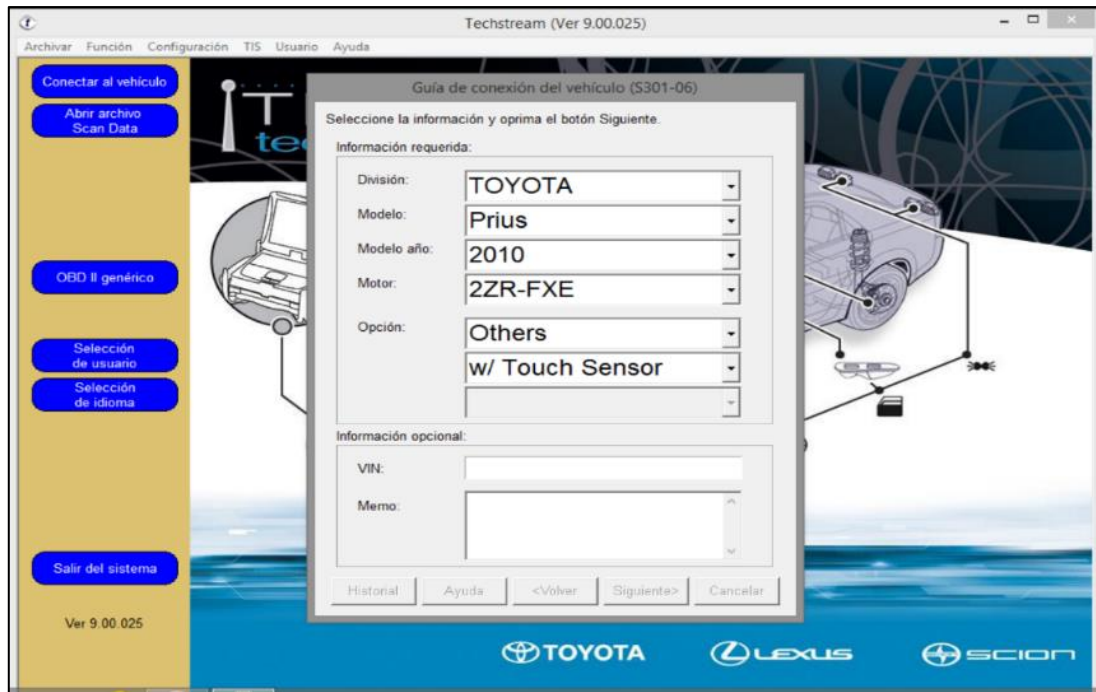 Techstream (Ver 9.00.025)
Archivar Función Configuración TIS Usuario Ayuda
Conectar al vehículo
Abrir archivo
Scan Data
OBD II genérico
Selección
de usuario
Selección
de idioma
Salir del sistema
Ver 9.00.025
Guía de conexión del vehículo (S301-06)
Seleccione la información y oprima el botón Siguiente.
Información requerida:
División: TOYOTA
Modelo: Prius
Modelo año: 2010
Motor: 2ZR-FXE
Opción: Others
w/ Touch Sensor
Información opcional:
VIN:
Memo:
Historial Ayuda <Volver Siguiente> Cancelar
TOYOTA LEXUS SCION